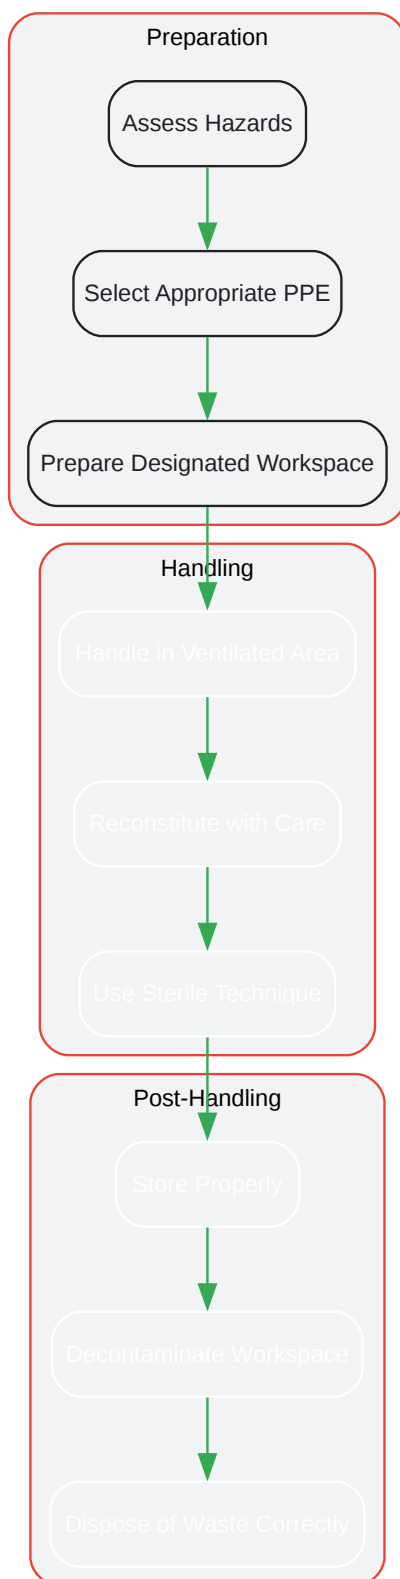 Preparation
Assess Hazards
Select Appropriate PPE
Prepare Designated Workspace
Handling
Handle in Ventilated Area
Reconstitute with Care
Use Sterile Technique
Post-Handling
Store Properly
Decontaminate Workspace
Dispose of Waste Correctly